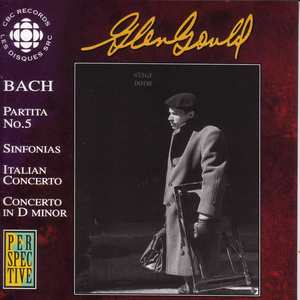 CBC RECORDS
LES DISQUES SRC
Glen Gould
BACH
PARTITA
NO.5
SINFONIAS
ITALIAN
CONCERTO
CONCERTO
IN D MINOR
STAGE
DOOR
PER
SPEC
TIVE